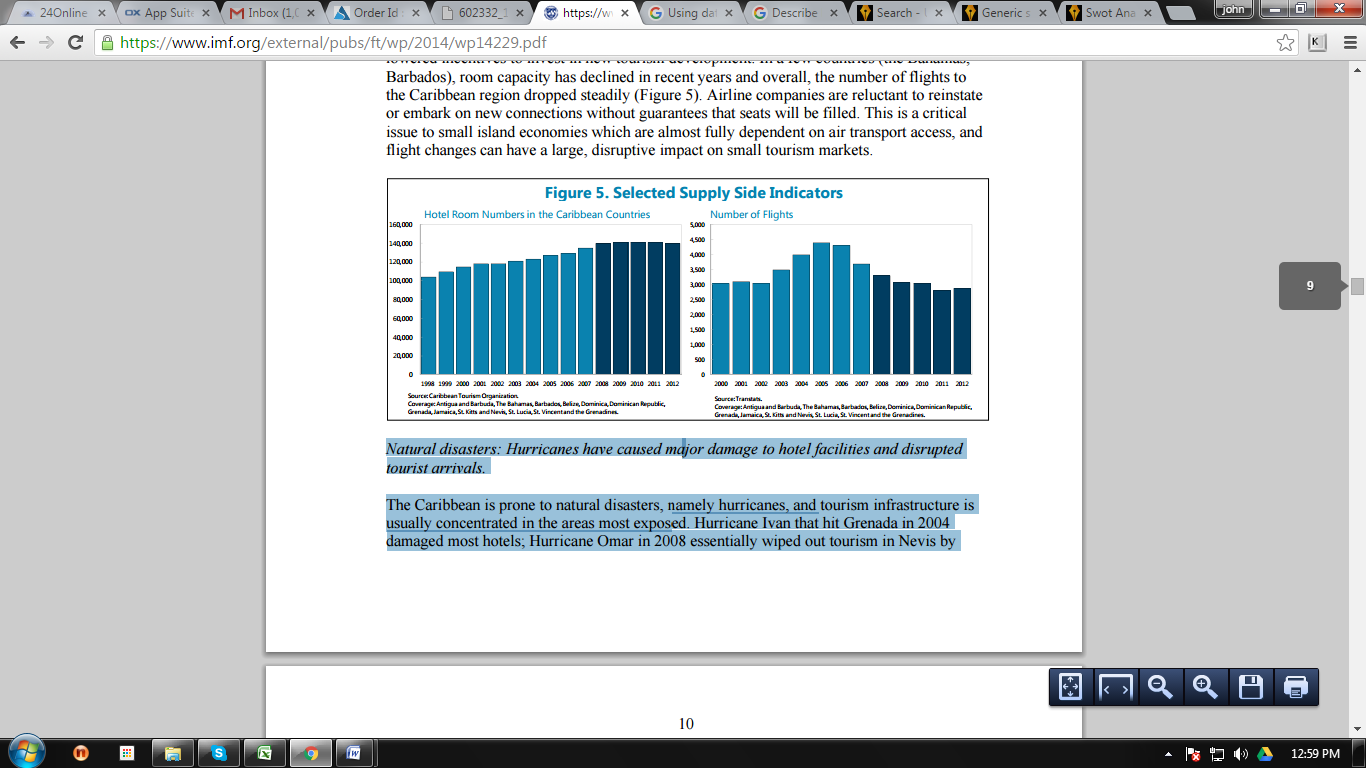 24Online
App Suite
Inbox (1,0
Order Id
602332_1
https://w
Using dat
Describe
Search -
Generic s
Swot Ana
john
https://www.imf.org/external/pubs/ft/wp/2014/wp14229.pdf
K
lowered incentives to invest in new tourism development. In a few countries (the Bahamas,
Barbados), room capacity has declined in recent years and overall, the number of flights to
the Caribbean region dropped steadily (Figure 5). Airline companies are reluctant to reinstate
or embark on new connections without guarantees that seats will be filled. This is a critical
issue to small island economies which are almost fully dependent on air transport access, and
flight changes can have a large, disruptive impact on small tourism markets.
Figure 5. Selected Supply Side Indicators
Hotel Room Numbers in the Caribbean Countries
160,000
140,000
120,000
100,000
80,000
60,000
40,000
20,000
0
1998 1999 2000 2001 2002 2003 2004 2005 2006 2007 2008 2009 2010 2011 2012
Source: Caribbean Tourism Organization.
Coverage: Antigua and Barbuda, The Bahamas, Barbados, Belize, Dominica, Dominican Republic,
Grenada, Jamaica, St. Kitts and Nevis, St. Lucia, St. Vincent and the Grenadines.
Number of Flights
5,000
4,500
4,000
3,500
3,000
2,500
2,000
1,500
1,000
500
0
2000 2001 2002 2003 2004 2005 2006 2007 2008 2009 2010 2011 2012
Source: Transtats.
Coverage: Antigua and Barbuda, The Bahamas, Barbados, Belize, Dominica, Dominican Republic,
Grenada, Jamaica, St. Kitts and Nevis, St. Lucia, St. Vincent and the Grenadines.
9
Natural disasters: Hurricanes have caused major damage to hotel facilities and disrupted
tourist arrivals.
The Caribbean is prone to natural disasters, namely hurricanes, and tourism infrastructure is
usually concentrated in the areas most exposed. Hurricane Ivan that hit Grenada in 2004
damaged most hotels; Hurricane Omar in 2008 essentially wiped out tourism in Nevis by
10
12:59 PM